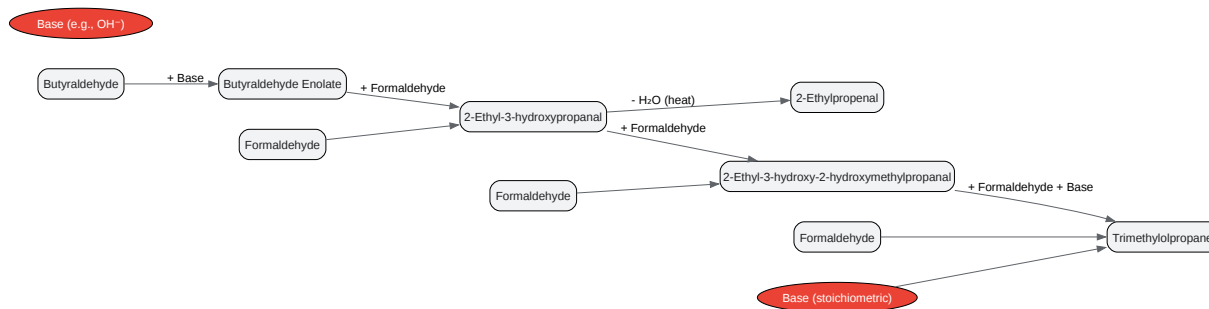 Base (e.g., OH⁻)
Butyraldehyde
+ Base
Butyraldehyde Enolate
+ Formaldehyde
Formaldehyde
2-Ethyl-3-hydroxypropanal
- H₂O (heat)
2-Ethylpropenal
+ Formaldehyde
Formaldehyde
2-Ethyl-3-hydroxy-2-hydroxymethylpropanal
+ Formaldehyde + Base
Formaldehyde
Trimethylolpropane
Base (stoichiometric)